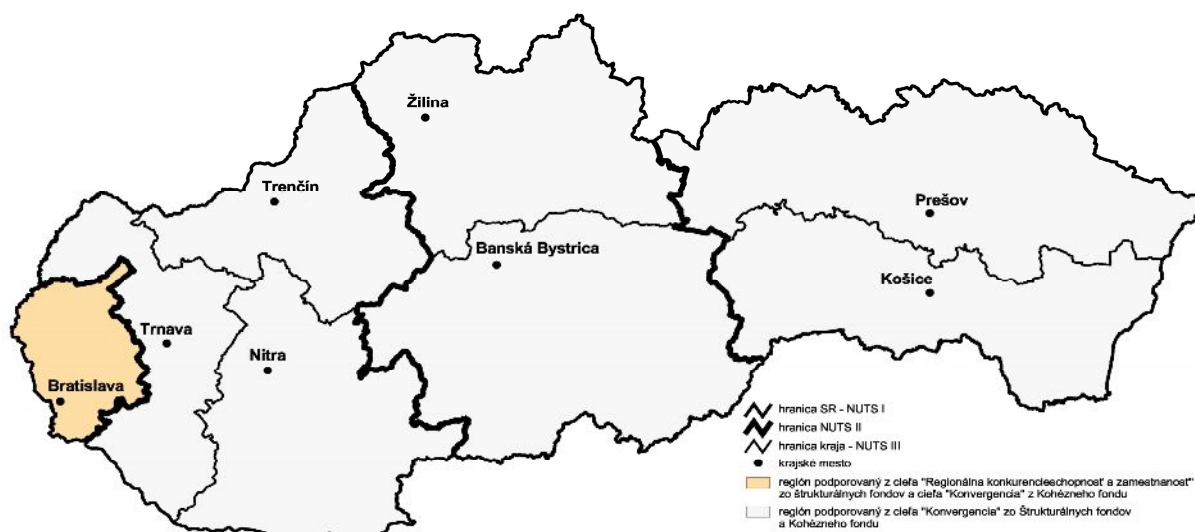 Žilina
Trenčín
Prešov
Banská Bystrica
Košice
Trnava
Nitra
Bratislava
hranica SR - NUTS I
hranica NUTS II
hranica kraja - NUTS III
krajské mesto
región podporovaný z cieľa "Regionálna konkurencieschopnosť a zamestnanosť"
zo štrukturálnych fondov a cieľa "Konvergencia" z Kohézneho fondu
región podporovaný z cieľa "Konvergencia" zo Štrukturálnych fondov
a Kohézneho fondu